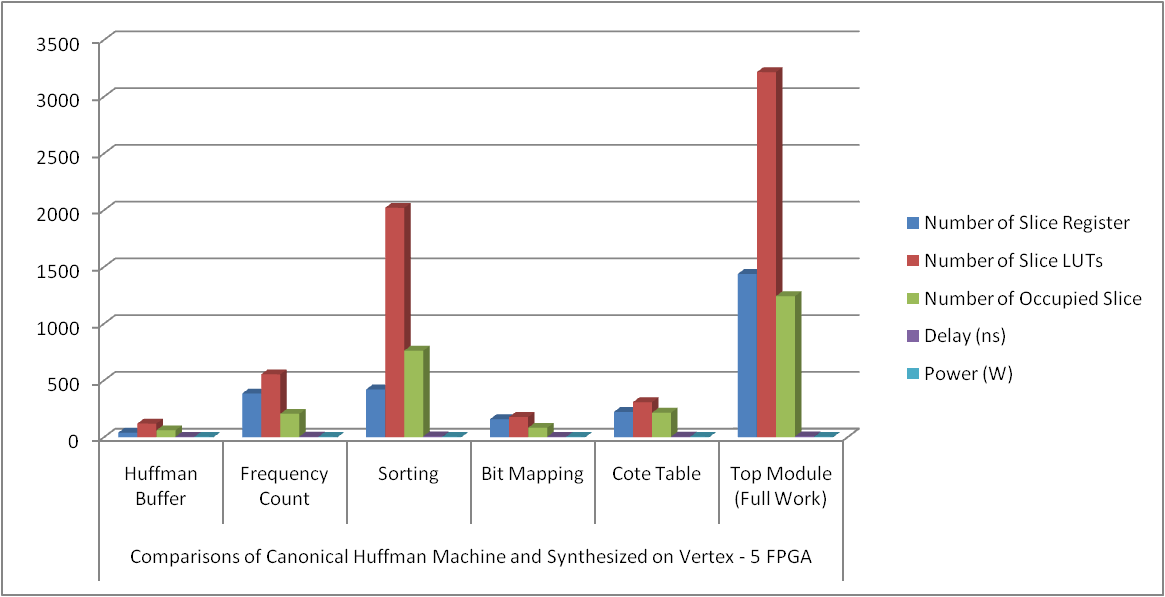 3500
3000
2500
2000
1500
1000
500
0
Huffman
Buffer
Frequency
Count
Sorting
Bit Mapping
Cote Table
Top Module
(Full Work)
Comparisons of Canonical Huffman Machine and Synthesized on Vertex - 5 FPGA
Number of Slice Register
Number of Slice LUTs
Number of Occupied Slice
Delay (ns)
Power (W)